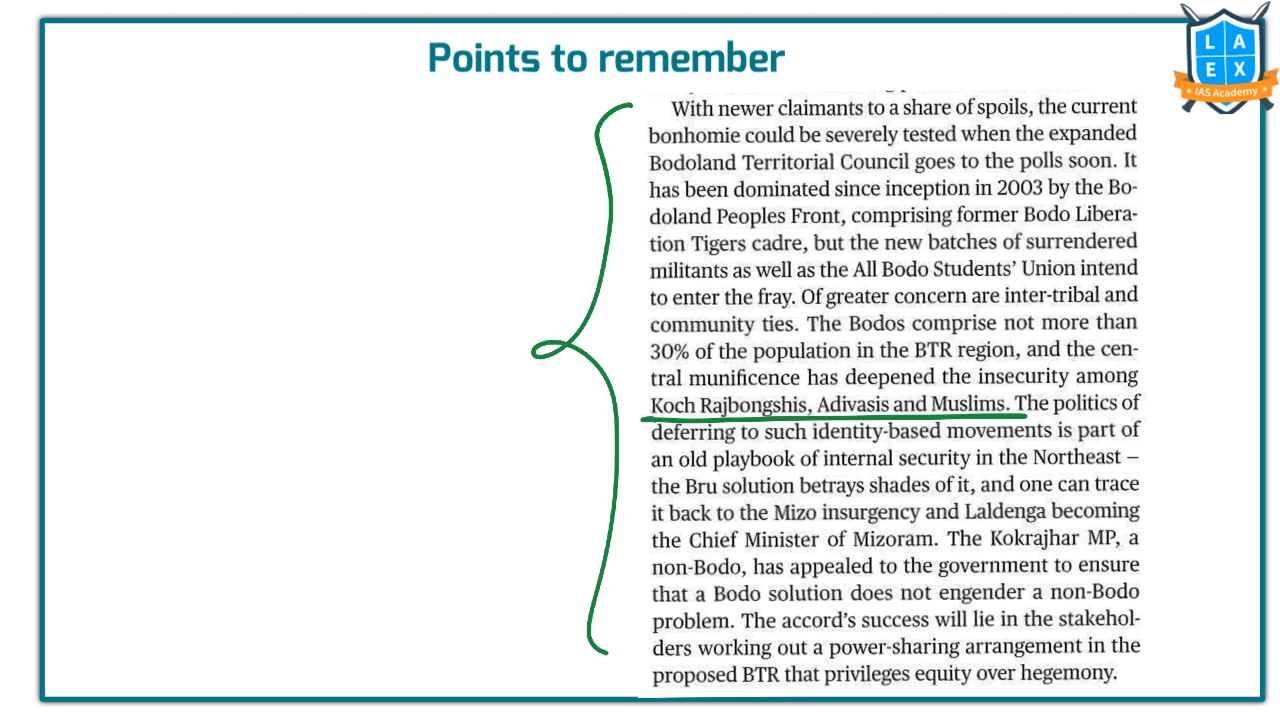 Points to remember
L A
E X
IAS Academy
With newer claimants to a share of spoils, the current
bonhomie could be severely tested when the expanded
Bodoland Territorial Council goes to the polls soon. It
has been dominated since inception in 2003 by the Bo-
doland Peoples Front, comprising former Bodo Libera-
tion Tigers cadre, but the new batches of surrendered
militants as well as the All Bodo Students’ Union intend
to enter the fray. Of greater concern are inter-tribal and
community ties. The Bodos comprise not more than
30% of the population in the BTR region, and the cen-
tral munificence has deepened the insecurity among
Koch Rajbongshis, Adivasis and Muslims. The politics of
deferring to such identity-based movements is part of
an old playbook of internal security in the Northeast –
the Bru solution betrays shades of it, and one can trace
it back to the Mizo insurgency and Laldenga becoming
the Chief Minister of Mizoram. The Kokrajhar MP, a
non-Bodo, has appealed to the government to ensure
that a Bodo solution does not engender a non-Bodo
problem. The accord’s success will lie in the stakehol-
ders working out a power-sharing arrangement in the
proposed BTR that privileges equity over hegemony.